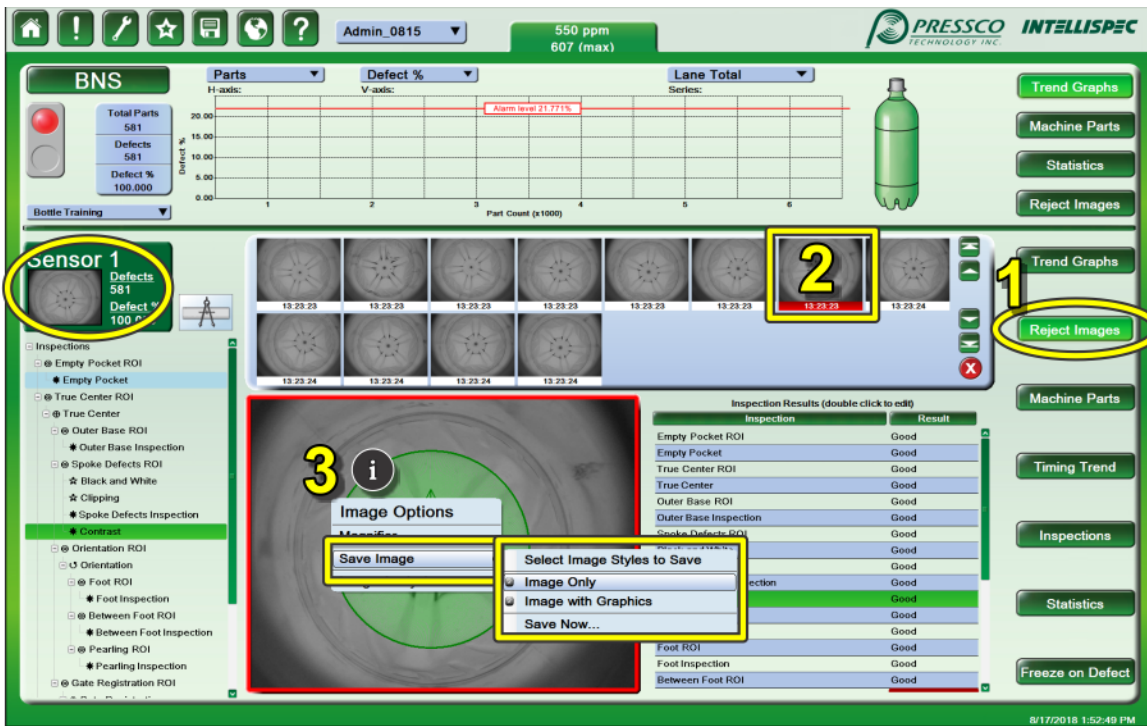 Admin_0815
550 ppm
607 (max)
PRESSCO
TECHNOLOGY INC.
INTELLISPEC
BNS
Total Parts
581
Defects
581
Defect %
100.000
Bottle Training
Parts
H-axis:
Defect %
V-axis:
Lane Total
Series:
Alarm level 21.771%
Defect %
20.00
15.00
10.00
5.00
0.00
1 2 3 4 5 6
Part Count (x1000)
Trend Graphs
Machine Parts
Statistics
Reject Images
Sensor 1
Defects
581
Defect %
13:23:23 13:23:23 13:23:23 13:23:23 13:23:23 13:23:23 13:23:23 13:23:24
13:23:24 13:23:24 13:23:24 13:23:24
2
1
Trend Graphs
Reject Images
Machine Parts
Timing Trend
Inspections
Statistics
Freeze on Defect
Inspections
Empty Pocket ROI
Empty Pocket
True Center ROI
True Center
Outer Base ROI
Outer Base Inspection
Spoke Defects ROI
Black and White
Clipping
Spoke Defects Inspection
Contrast
Orientation ROI
Orientation
Foot ROI
Foot Inspection
Between Foot ROI
Between Foot Inspection
Pearling ROI
Pearling Inspection
Gate Registration ROI
3
i
Image Options
Magnifier
Save Image
Select Image Styles to Save
Image Only
Image with Graphics
Save Now...
Inspection Results (double click to edit)
Inspection Result
Empty Pocket ROI Good
Empty Pocket Good
True Center ROI Good
True Center Good
Outer Base ROI Good
Outer Base Inspection Good
Spoke Defects ROI Good
Black and White Good
Good
Good
Good
Good
Good
Foot ROI Good
Foot Inspection Good
Between Foot ROI Good
8/17/2018 1:52:49 PM